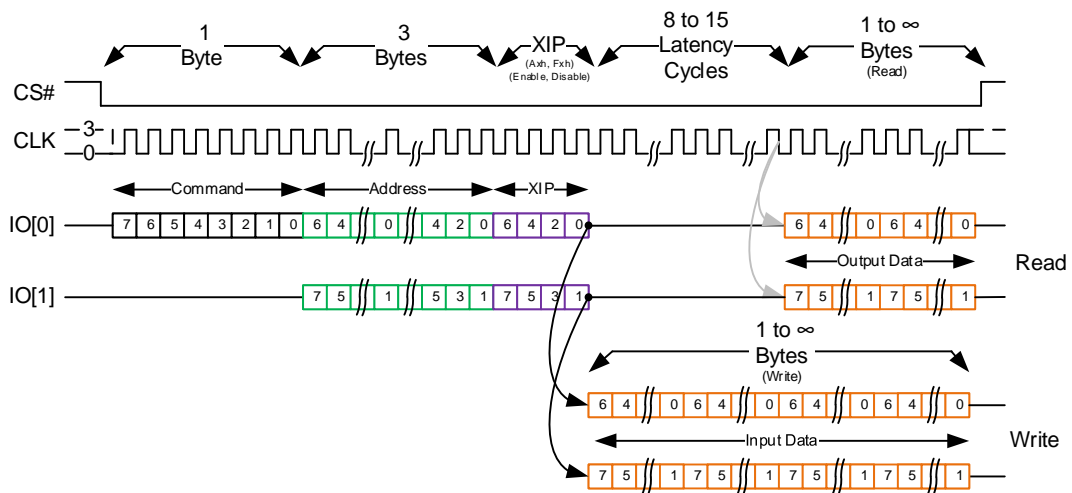 1 Byte
3 Bytes
XIP
(Axh, Fxh)
(Enable, Disable)
8 to 15 Latency Cycles
1 to ∞ Bytes
(Read)
CS#
CLK
3
0
Command
Address
XIP
IO[0]
7 6 5 4 3 2 1 0 6 4 0 4 2 0 6 4 2 0
6 4 0 6 4 0
Output Data
Read
IO[1]
7 5 1 5 3 1 7 5 3 1
7 5 1 7 5 1
1 to ∞ Bytes
(Write)
6 4 0 6 4 0 6 4 0 6 4 0
Input Data
Write
7 5 1 7 5 1 7 5 1 7 5 1